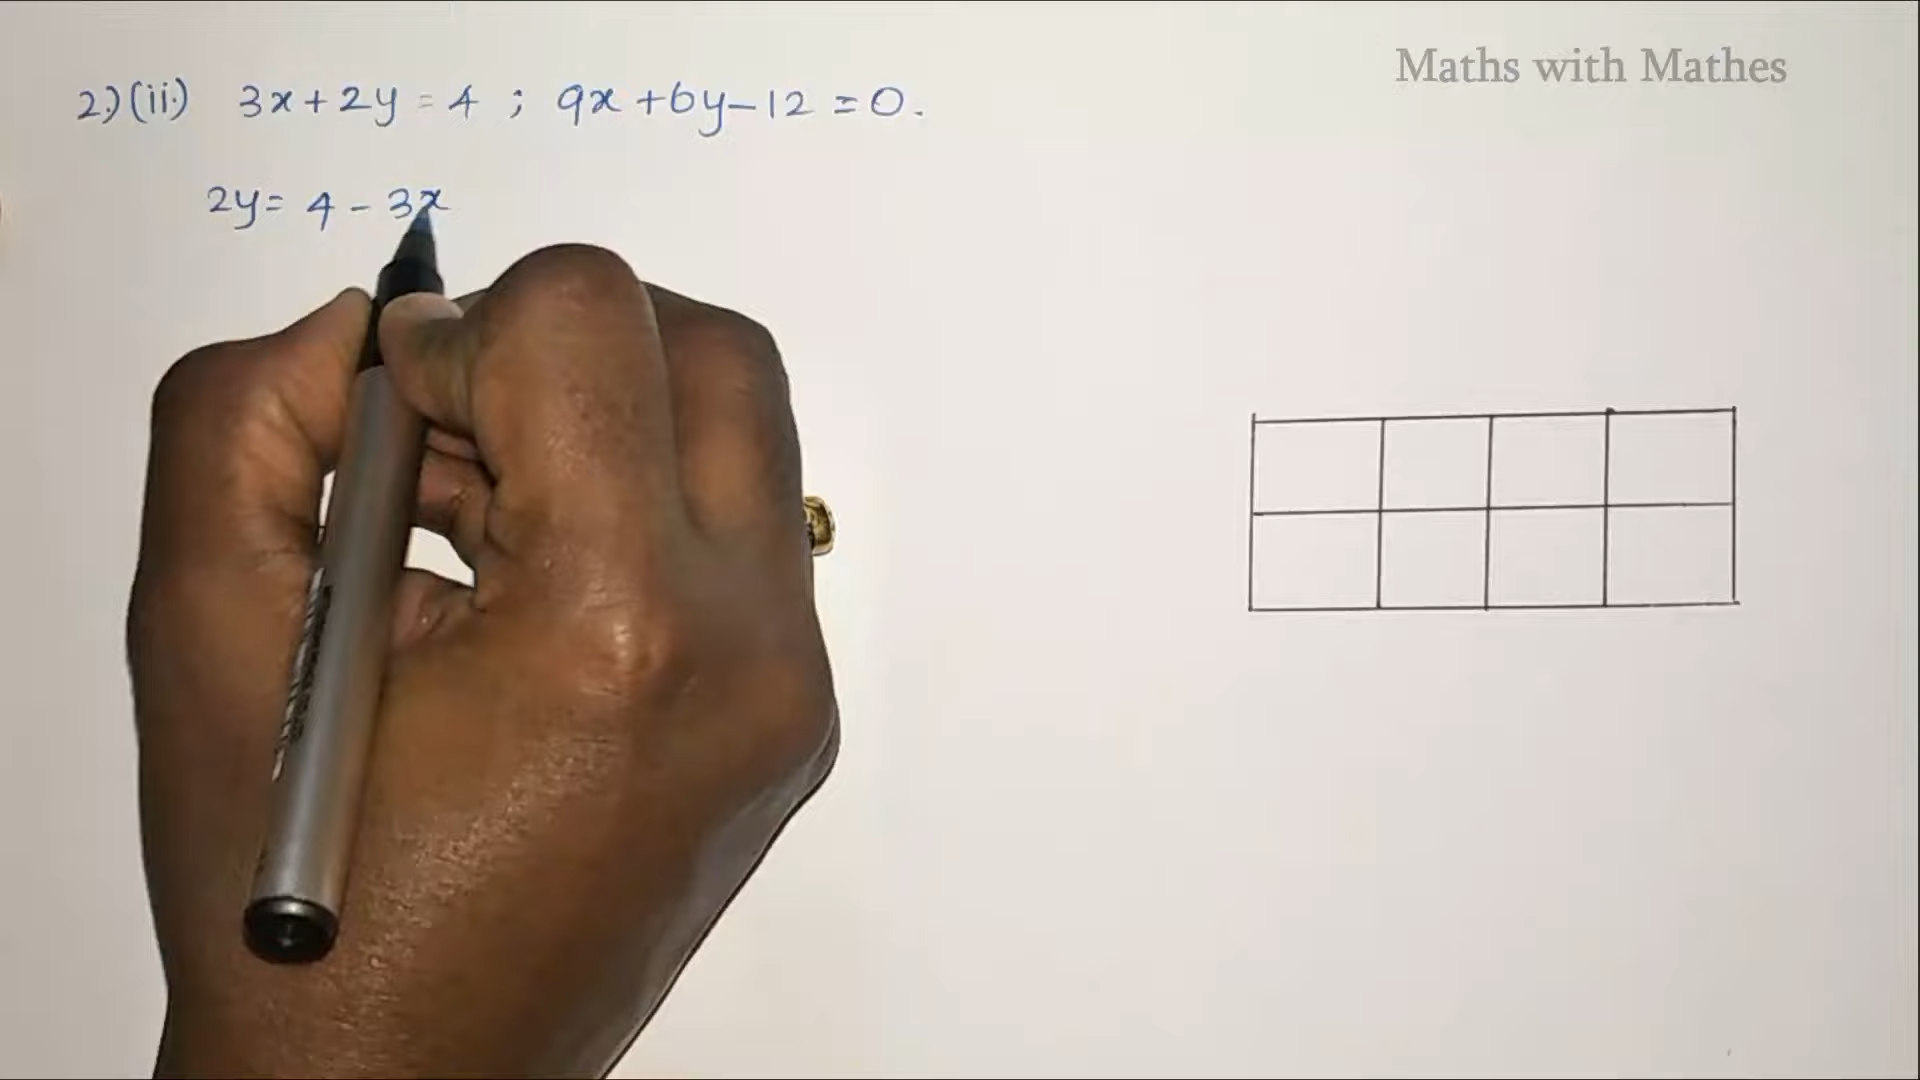 Maths with Mathes
2.)(ii.) 3x+2y = 4 ; 9x+6y-12 = 0.
2y = 4 - 3x